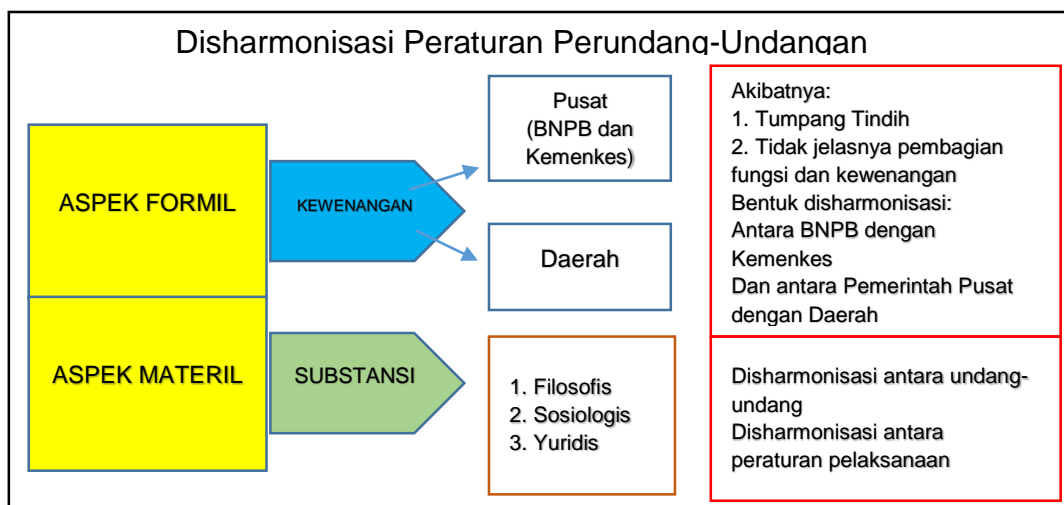 Disharmonisasi Peraturan Perundang-Undangan
ASPEK FORMIL
KEWENANGAN
Pusat
(BNPB dan
Kemenkes)
Daerah
Akibatnya:
1. Tumpang Tindih
2. Tidak jelasnya pembagian
fungsi dan kewenangan
Bentuk disharmonisasi:
Antara BNPB dengan
Kemenkes
Dan antara Pemerintah Pusat
dengan Daerah
ASPEK MATERIL
SUBSTANSI
1. Filosofis
2. Sosiologis
3. Yuridis
Disharmonisasi antara undang-
undang
Disharmonisasi antara
peraturan pelaksanaan